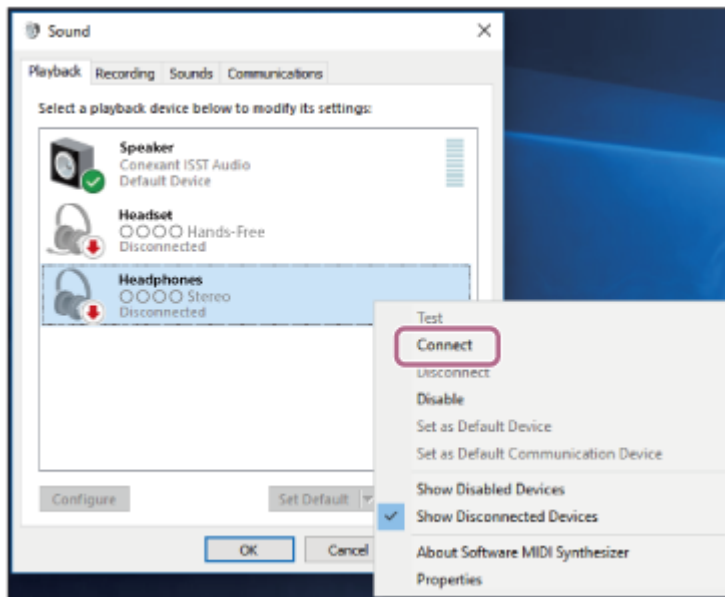 Sound
Playback Recording Sounds Communications
Select a playback device below to modify its settings:
Speaker
Conexant ISST Audio
Default Device
Headset
○○○○ Hands-Free
Disconnected
Headphones
○○○○ Stereo
Disconnected
Test
Connect
Disconnect
Disable
Set as Default Device
Set as Default Communication Device
Show Disabled Devices
Show Disconnected Devices
About Software MIDI Synthesizer
Properties
Configure Set Default
OK Cancel